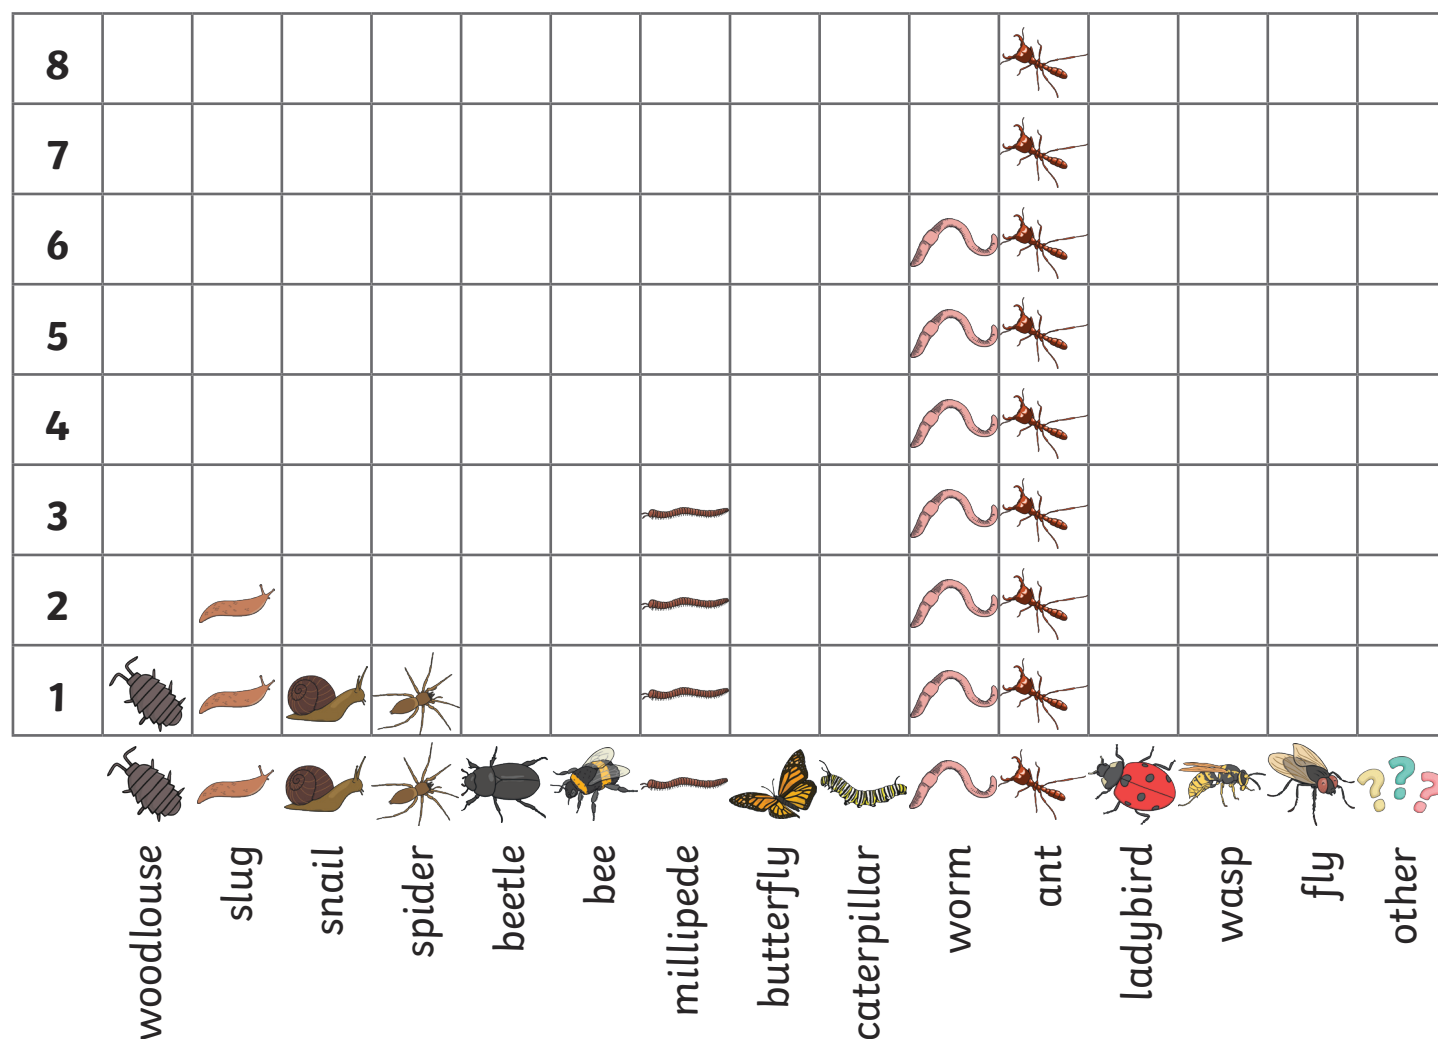 8
7
6
5
4
3
2
1
woodlouse
slug
snail
spider
beetle
bee
millipede
butterfly
caterpillar
worm
ant
ladybird
wasp
fly
other